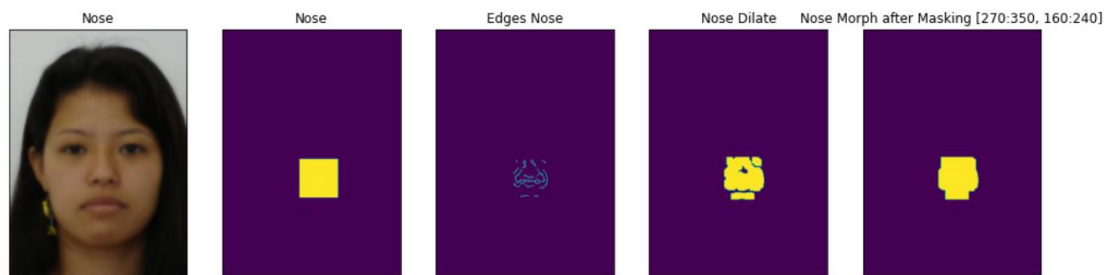 Nose
Nose
Edges Nose
Nose Dilate
Nose Morph after Masking [270:350, 160:240]